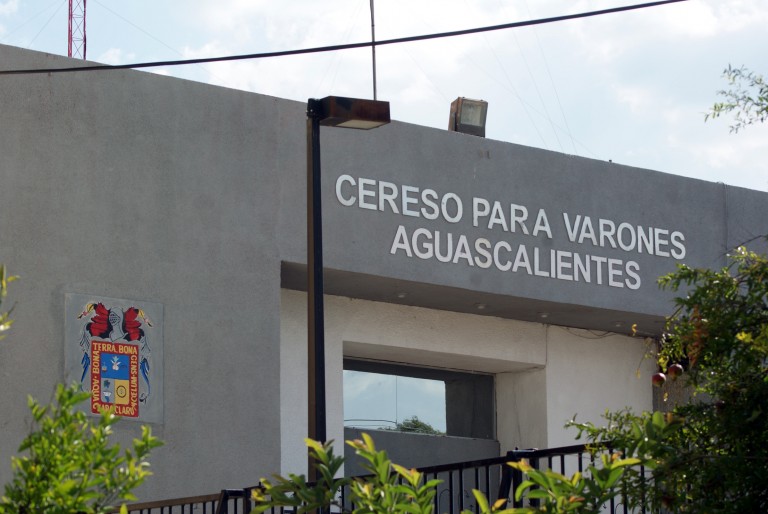 CERESO PARA VARONES
AGUASCALIENTES
TERRA.BONA